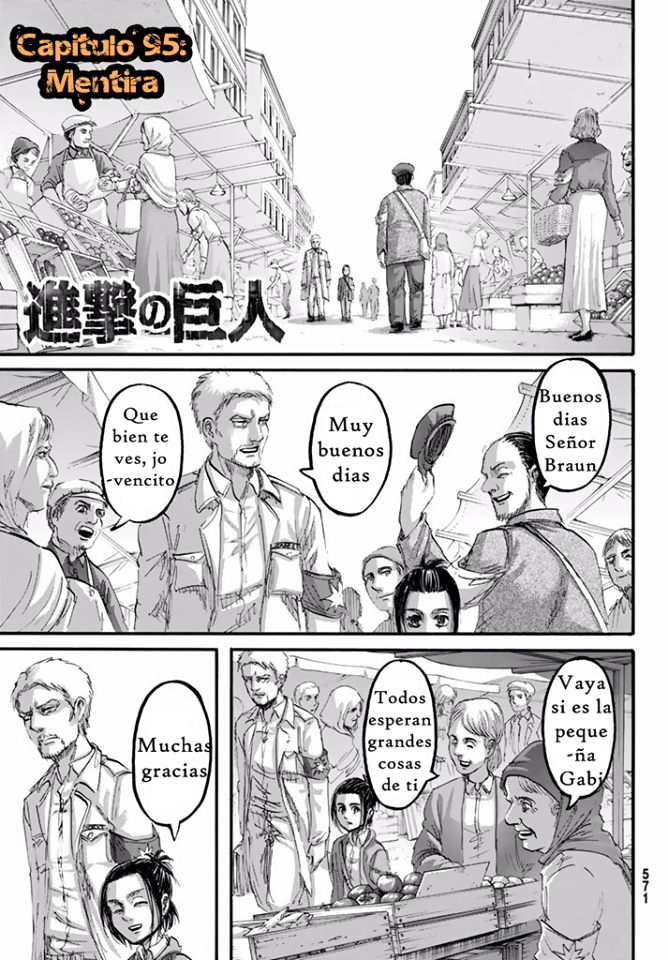 Capitulo 95:
Mentira
進撃の巨人
Buenos
dias
Señor
Braun
Muy
buenos
dias
Que
bien te
ves, jo
-vencito
Vaya
si es la
peque
-ña
Gabi
Todos
esperan
grandes
cosas
de ti
Muchas
gracias
571